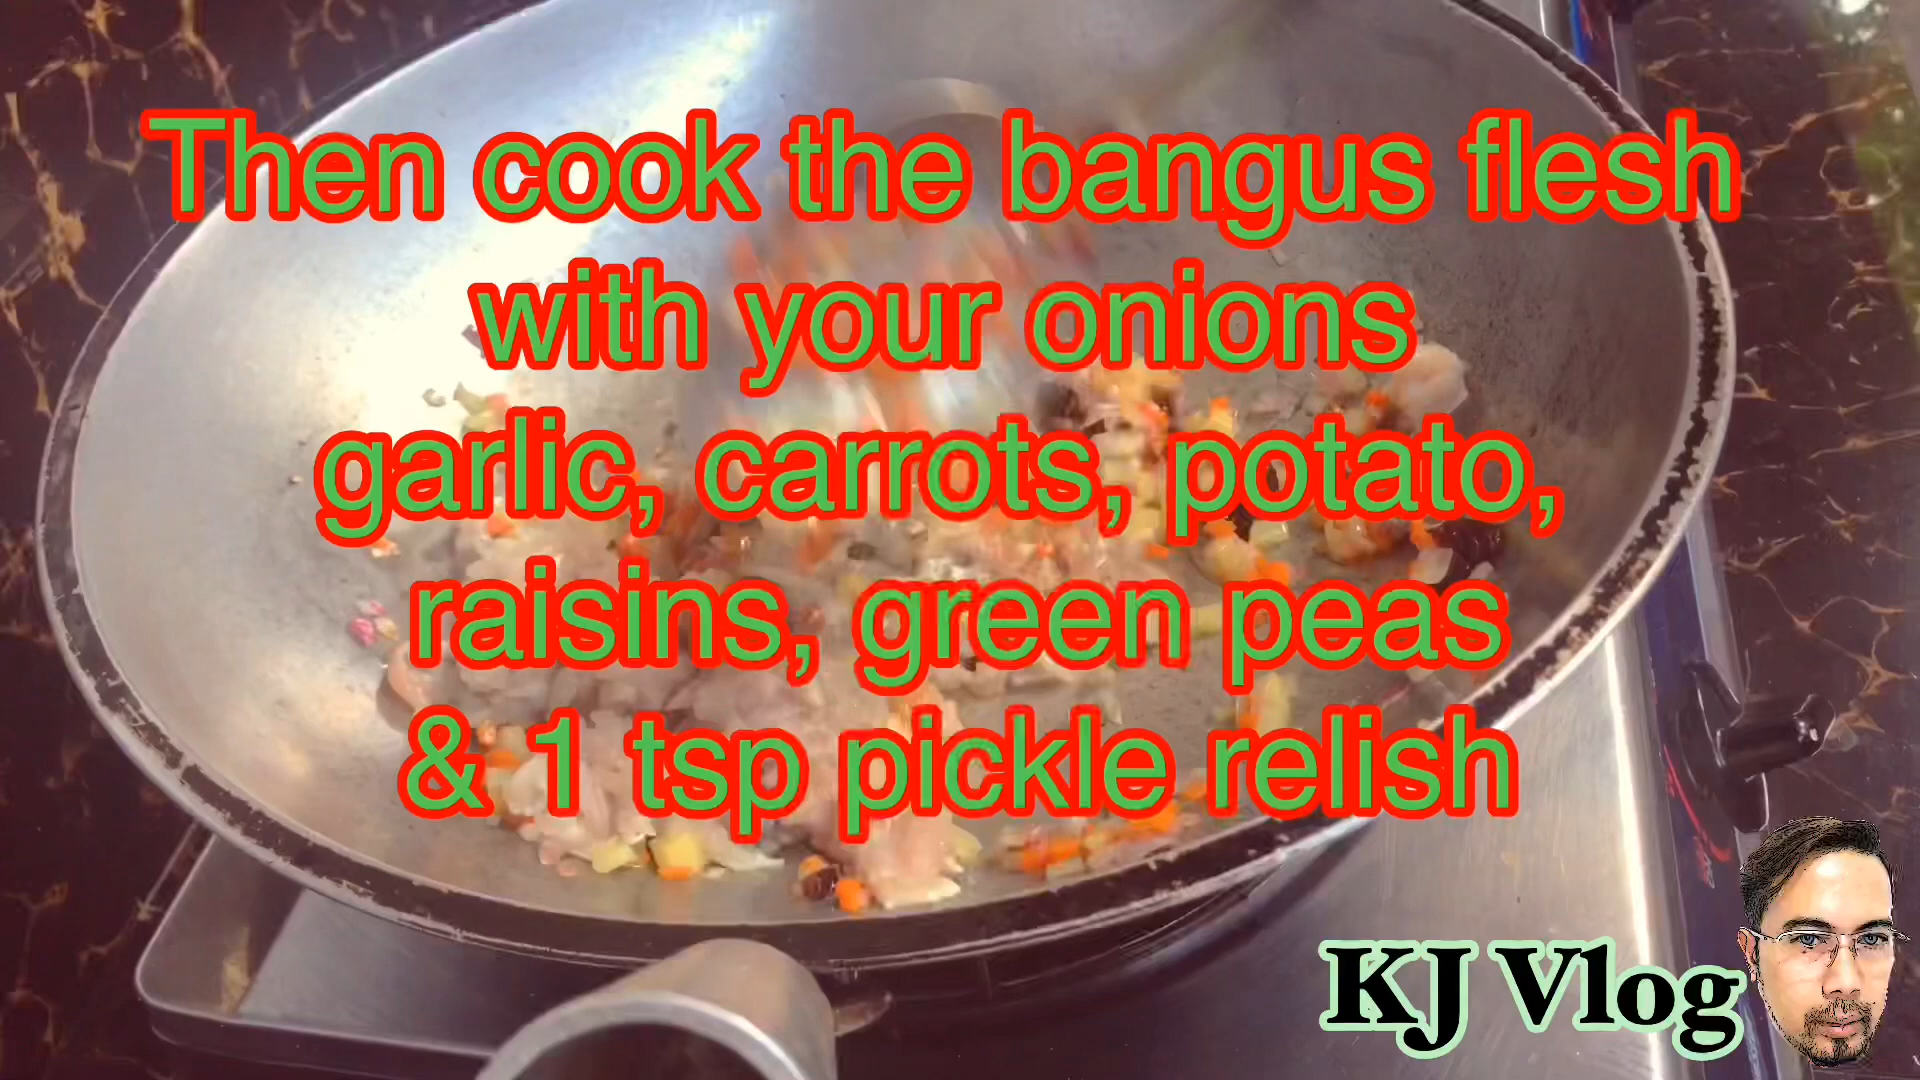 Then cook the bangus flesh
with your onions
garlic, carrots, potato,
raisins, green peas
& 1 tsp pickle relish
KJ Vlog